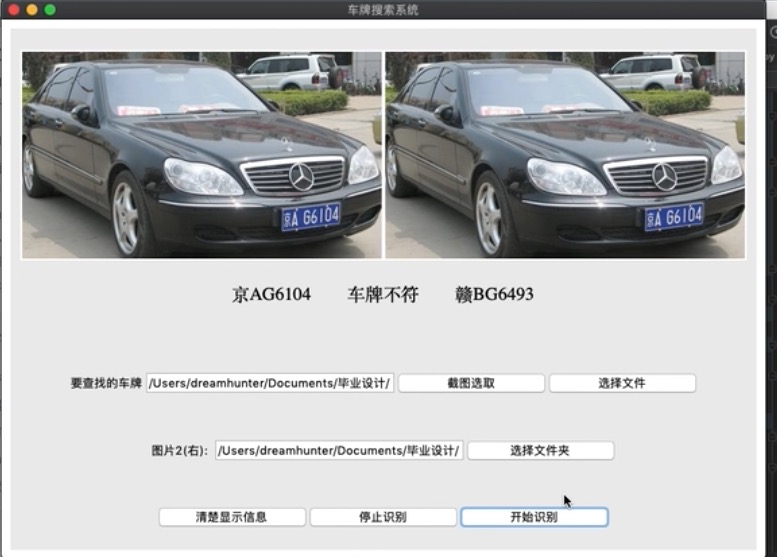 车牌搜索系统
京A G6104
京A G6104
京AG6104 车牌不符 赣BG6493
要查找的车牌 /Users/dreamhunter/Documents/毕业设计/ 截图选取 选择文件
图片2(右): /Users/dreamhunter/Documents/毕业设计/ 选择文件夹
清楚显示信息 停止识别 开始识别